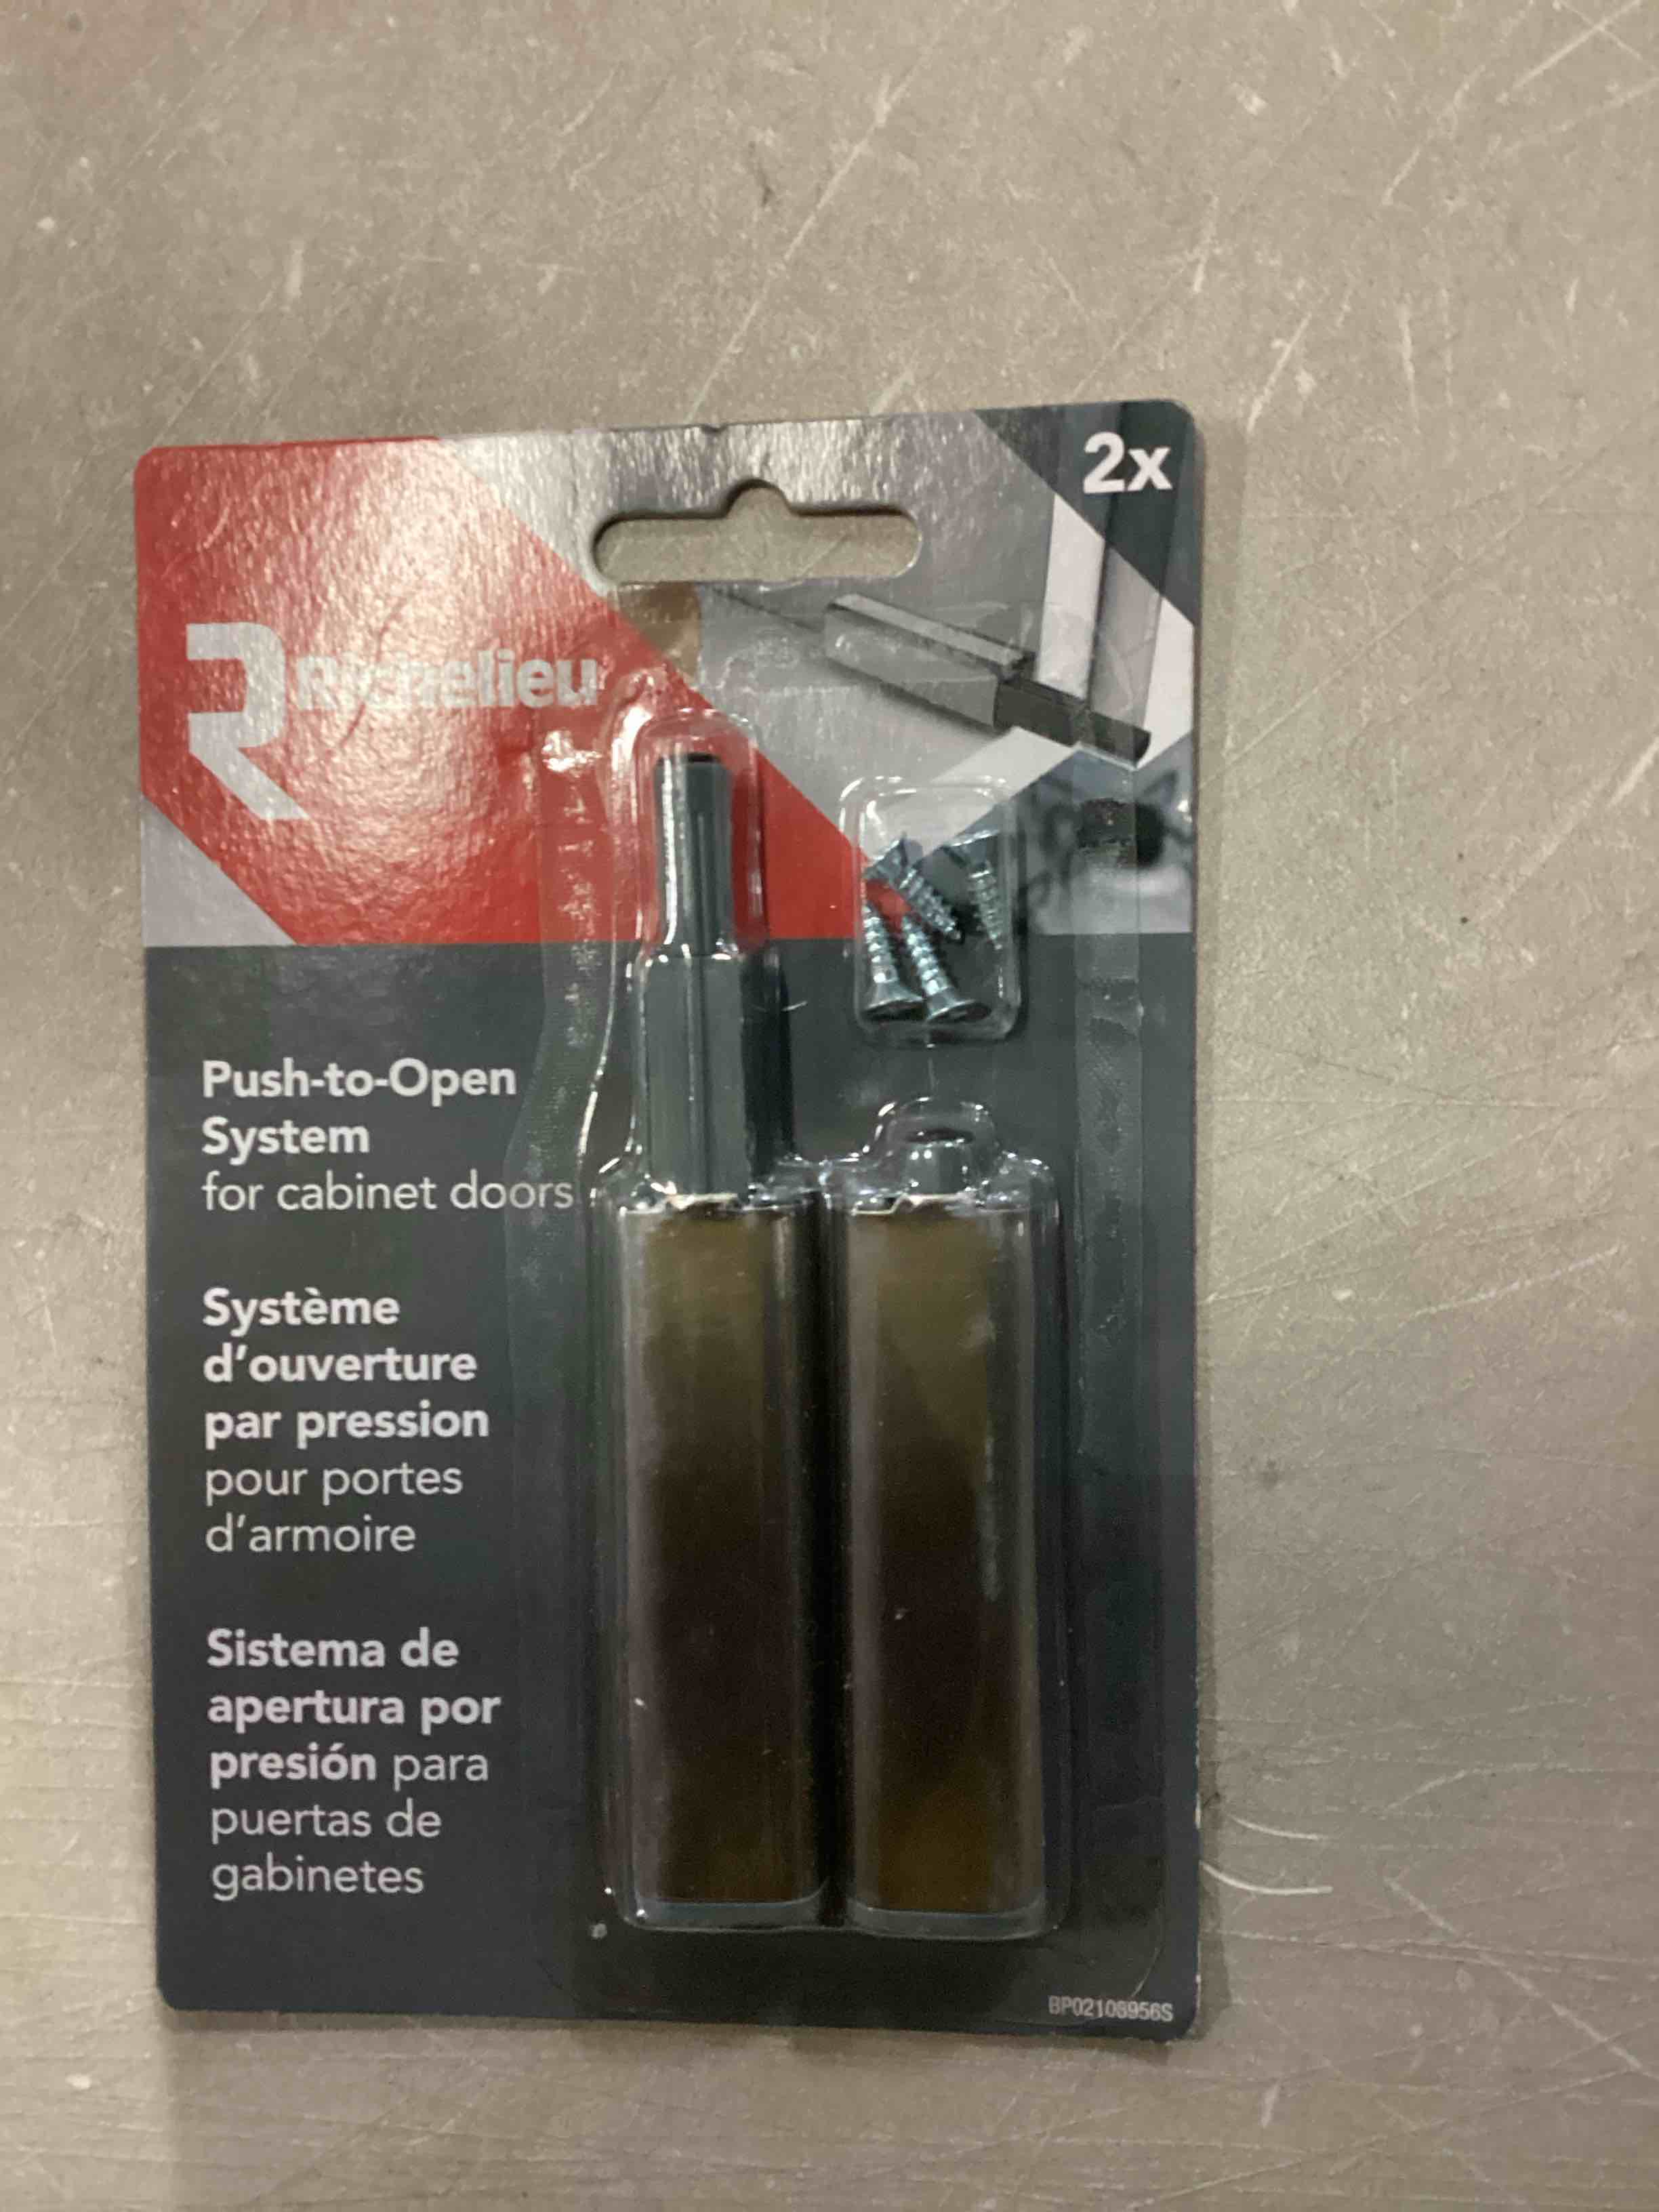 2x
Richelieu
Push-to-Open
System
for cabinet doors
Système
d'ouverture
par pression
pour portes
d'armoire
Sistema de
apertura por
presión para
puertas de
gabinetes
BP02108956S